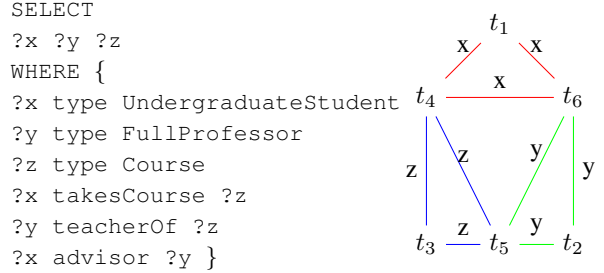 SELECT
?x ?y ?z
WHERE {
?x type UndergraduateStudent
?y type FullProfessor
?z type Course
?x takesCourse ?z
?y teacherOf ?z
?x advisor ?y }
t1
x x
t4 x t6
z z y y
t3 z t5 y t2